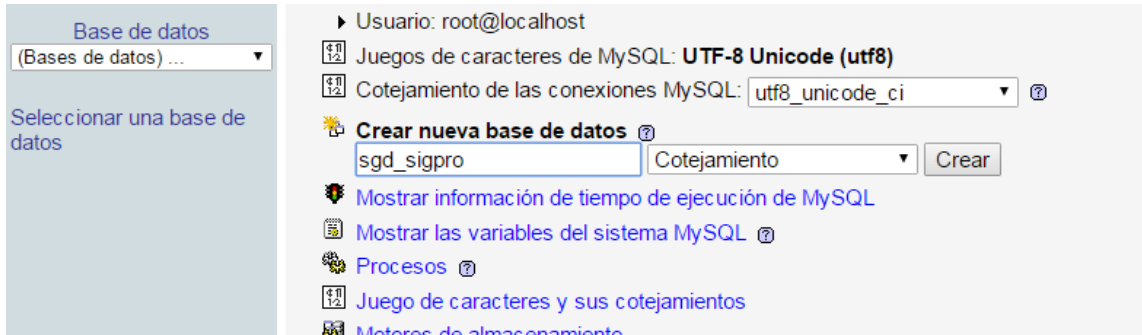 Base de datos
(Bases de datos) ...
Seleccionar una base de
datos
Usuario: root@localhost
Juegos de caracteres de MySQL: UTF-8 Unicode (utf8)
Cotejamiento de las conexiones MySQL: utf8_unicode_ci
Crear nueva base de datos
sgd_sigpro Cotejamiento Crear
Mostrar información de tiempo de ejecución de MySQL
Mostrar las variables del sistema MySQL
Procesos
Juego de caracteres y sus cotejamientos
Motores de almacenamiento